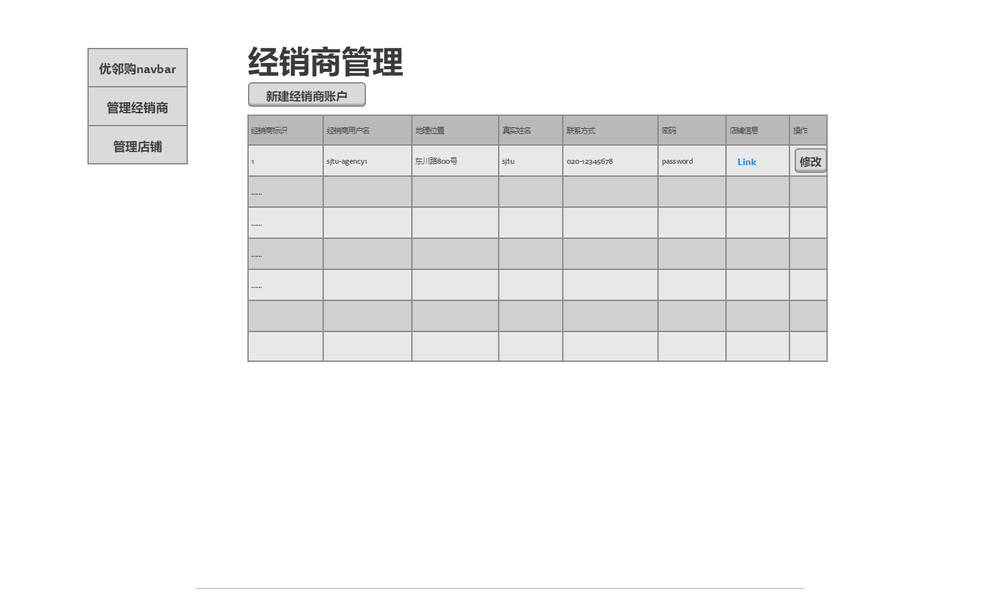 优邻购navbar
管理经销商
管理店铺
经销商管理
新建经销商账户
经销商标识 经销商用户名 地理位置 真实姓名 联系方式 密码 店铺信息 操作
1 sjtu-agency1 东川路800号 sjtu 020-12345678 password Link 修改
......
......
......
......